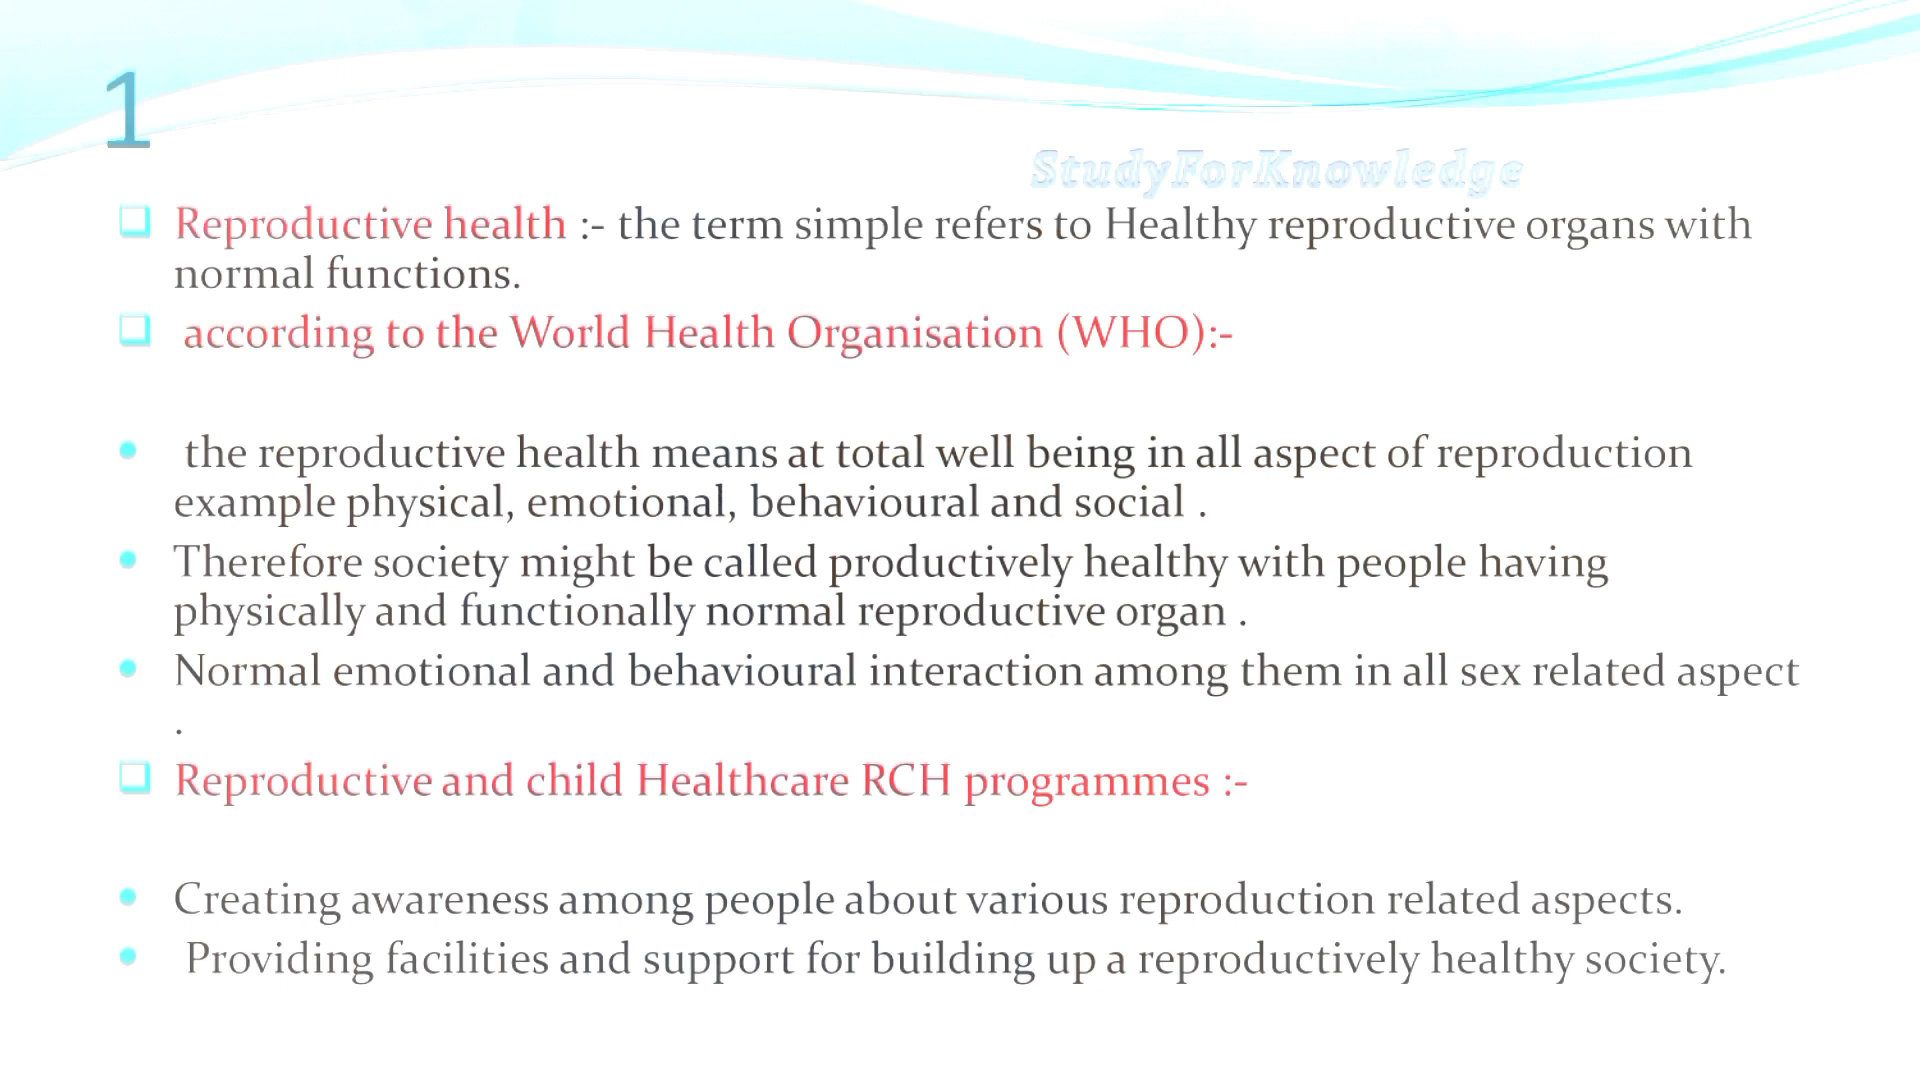 1
StudyForKnowledge
Reproductive health :- the term simple refers to Healthy reproductive organs with
normal functions.
according to the World Health Organisation (WHO):-
the reproductive health means at total well being in all aspect of reproduction
example physical, emotional, behavioural and social .
Therefore society might be called productively healthy with people having
physically and functionally normal reproductive organ .
Normal emotional and behavioural interaction among them in all sex related aspect
.
Reproductive and child Healthcare RCH programmes :-
Creating awareness among people about various reproduction related aspects.
Providing facilities and support for building up a reproductively healthy society.